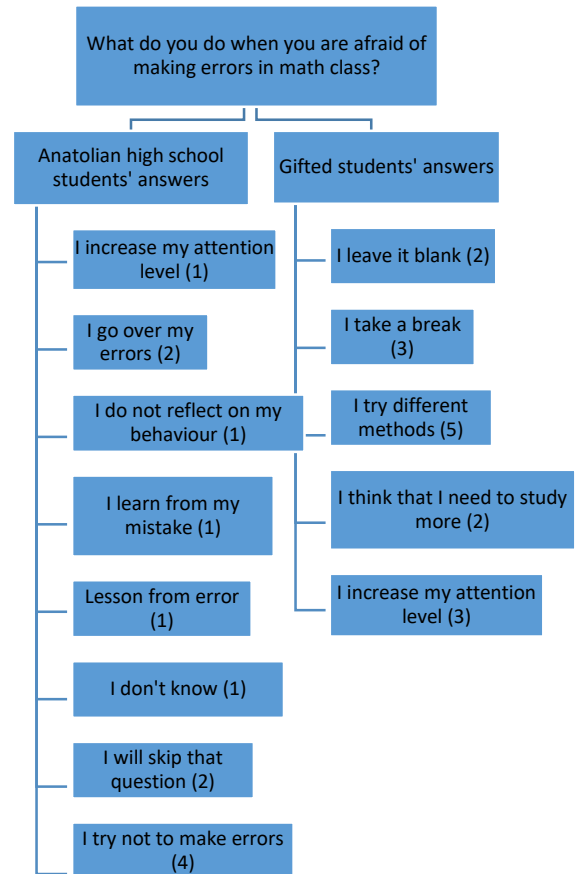 What do you do when you are afraid of
making errors in math class?
Anatolian high school
students' answers
I increase my attention
level (1)
I go over my
errors (2)
I do not reflect on my
behaviour (1)
I learn from my
mistake (1)
Lesson from error
(1)
I don't know (1)
I will skip that
question (2)
I try not to make errors
(4)
Gifted students' answers
I leave it blank (2)
I take a break
(3)
I try different
methods (5)
I think that I need to study
more (2)
I increase my attention
level (3)